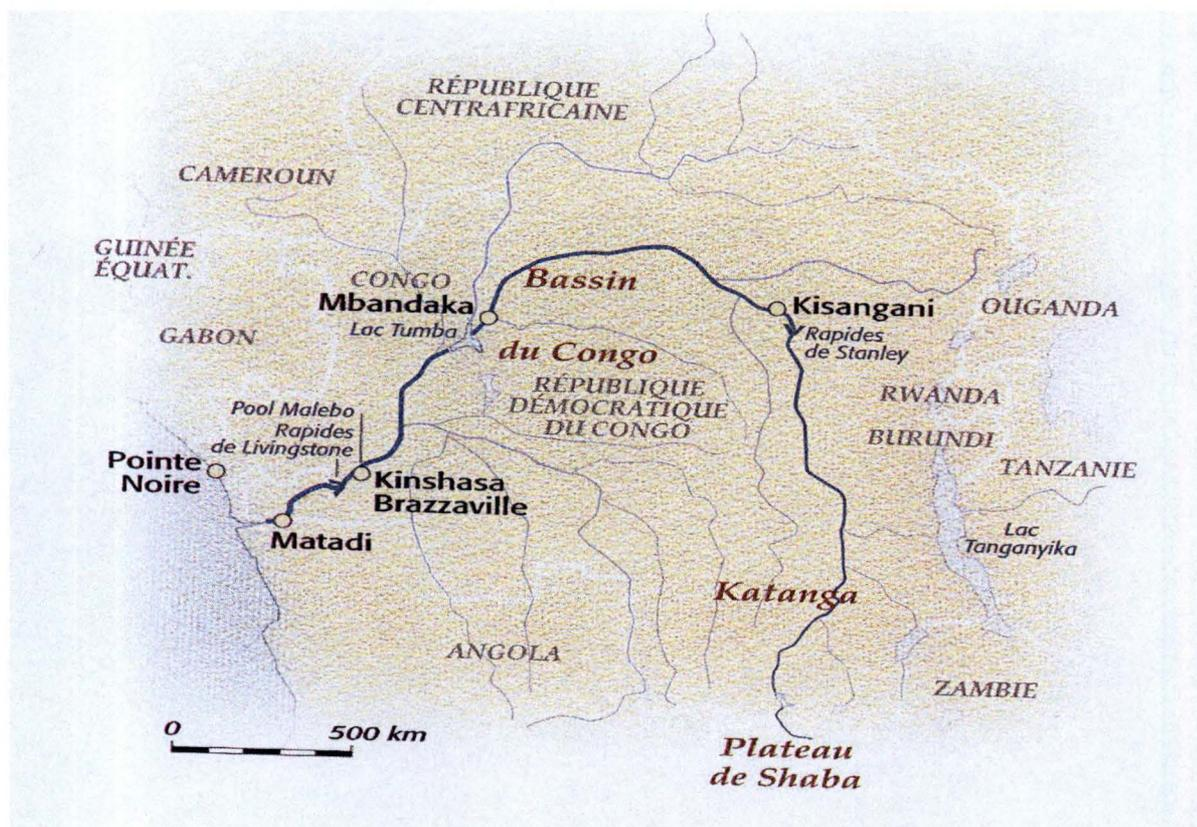 RÉPUBLIQUE
CENTRAFRICAINE
CAMEROUN
GUINÉE
ÉQUAT.
CONGO
Bassin
Mbandaka
Kisangani
OUGANDA
Lac Tumba
GABON
Rapides
de Stanley
du Congo
RÉPUBLIQUE
DÉMOCRATIQUE
DU CONGO
RWANDA
BURUNDI
Pool Malebo
Rapides
de Livingstone
Pointe
Noire
Kinshasa
Brazzaville
TANZANIE
Matadi
Lac
Tanganyika
Katanga
ANGOLA
ZAMBIE
0 500 km
Plateau
de Shaba